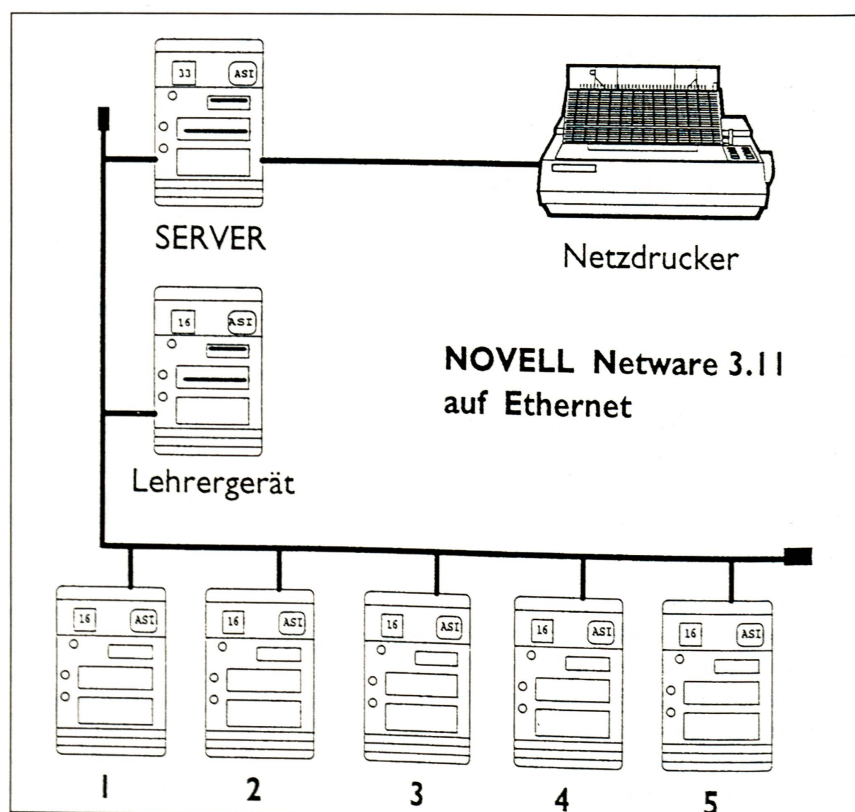 33 ASI
SERVER
Netzdrucker
16 ASI
NOVELL Netware 3.11
auf Ethernet
Lehrergerät
16 ASI
16 ASI
16 ASI
16 ASI
16 ASI
1
2
3
4
5